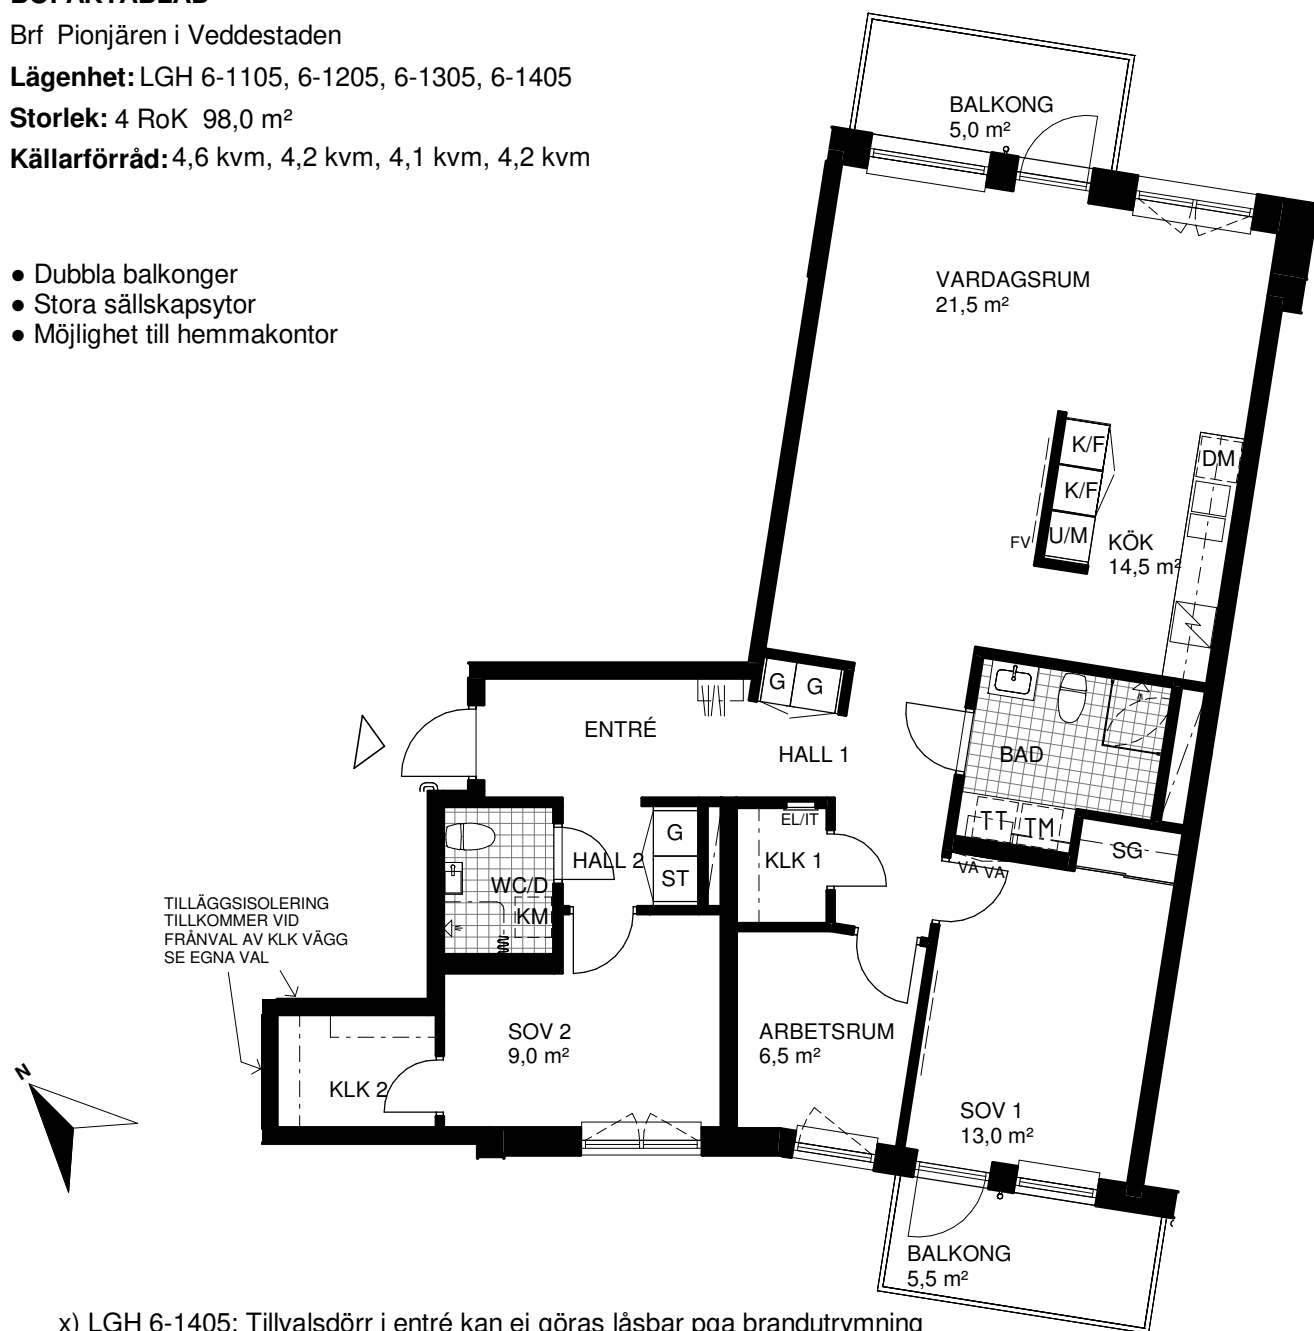 BOFAKTABLAD
Brf Pionjären i Veddestaden
Lägenhet: LGH 6-1105, 6-1205, 6-1305, 6-1405
Storlek: 4 RoK 98,0 m²
Källarförråd: 4,6 kvm, 4,2 kvm, 4,1 kvm, 4,2 kvm
● Dubbla balkonger
● Stora sällskapsytor
● Möjlighet till hemmakontor
BALKONG
5,0 m²
VARDAGSRUM
21,5 m²
K/F
DM
K/F
U/M
FV
KÖK
14,5 m²
G
G
ENTRÉ
HALL 1
BAD
EL/IT
TT
TM
G
HALL 2
KLK 1
SG
ST
VA VA
WC/D
KM
TILLÄGGSISOLERING
TILLKOMMER VID
FRÅNVAL AV KLK VÄGG
SE EGNA VAL
SOV 2
9,0 m²
ARBETSRUM
6,5 m²
N
KLK 2
SOV 1
13,0 m²
BALKONG
5,5 m²
x) LGH 6-1405: Tillvalsdörr i entré kan ej göras låsbar pga brandutrymning